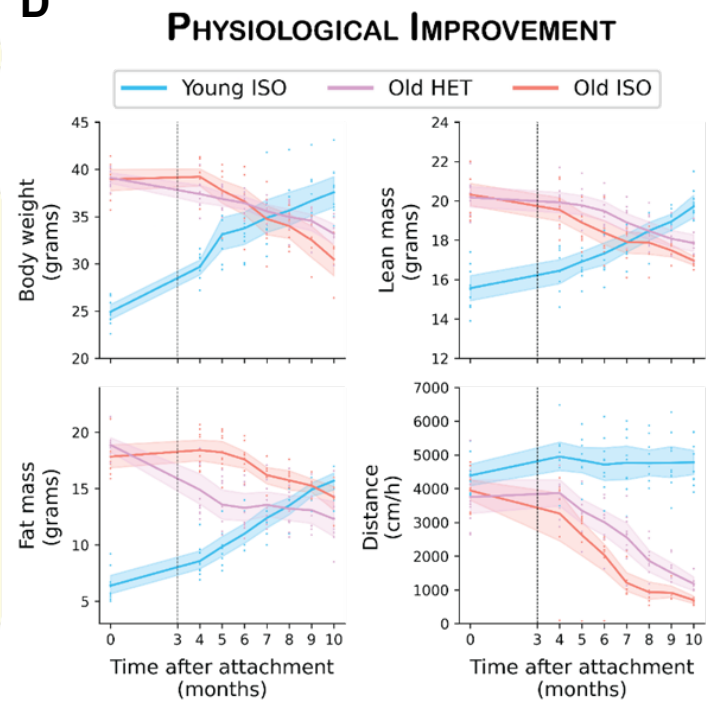 D
PHYSIOLOGICAL IMPROVEMENT
Young ISO Old HET Old ISO
45
40
35
30
25
20
Body weight
(grams)
24
22
20
18
16
14
12
Lean mass
(grams)
20
15
10
5
Fat mass
(grams)
0 3 4 5 6 7 8 9 10
Time after attachment
(months)
7000
6000
5000
4000
3000
2000
1000
0
Distance
(cm/h)
0 3 4 5 6 7 8 9 10
Time after attachment
(months)